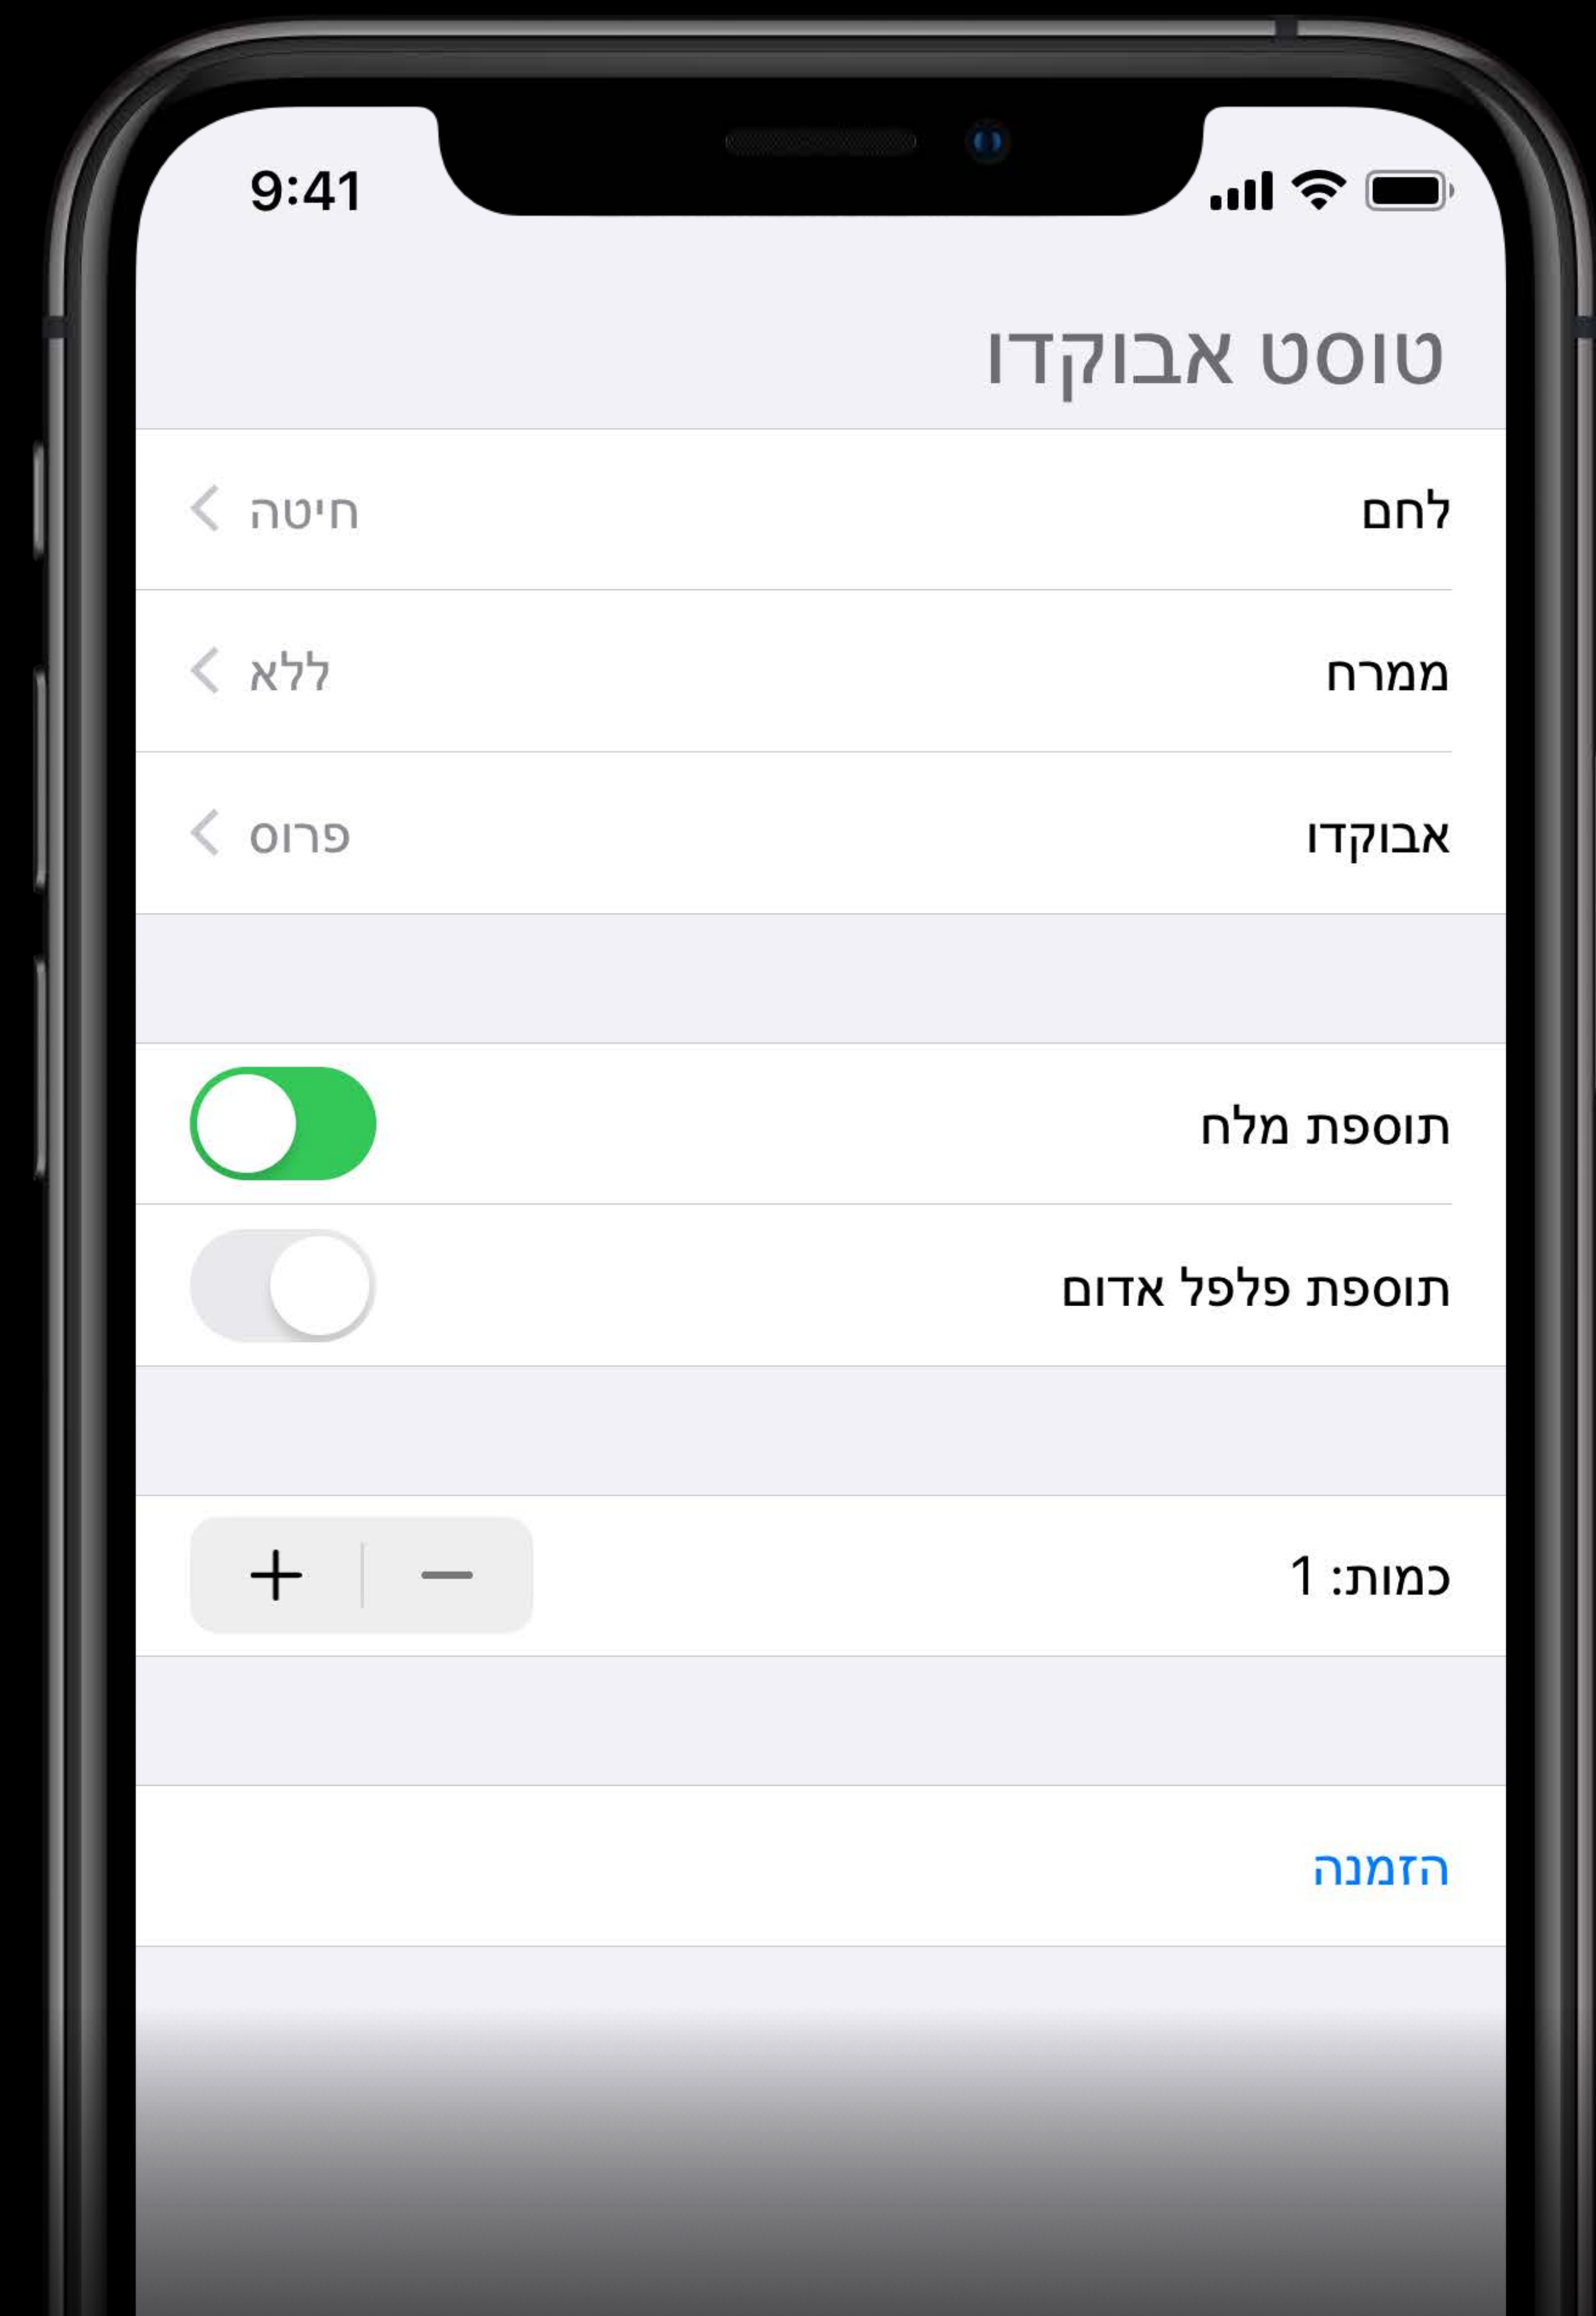 9:41
טוסט אבוקדו
לחם חיטה
ממרח ללא
אבוקדו פרוס
תוספת מלח
תוספת פלפל אדום
כמות: 1
הזמנה